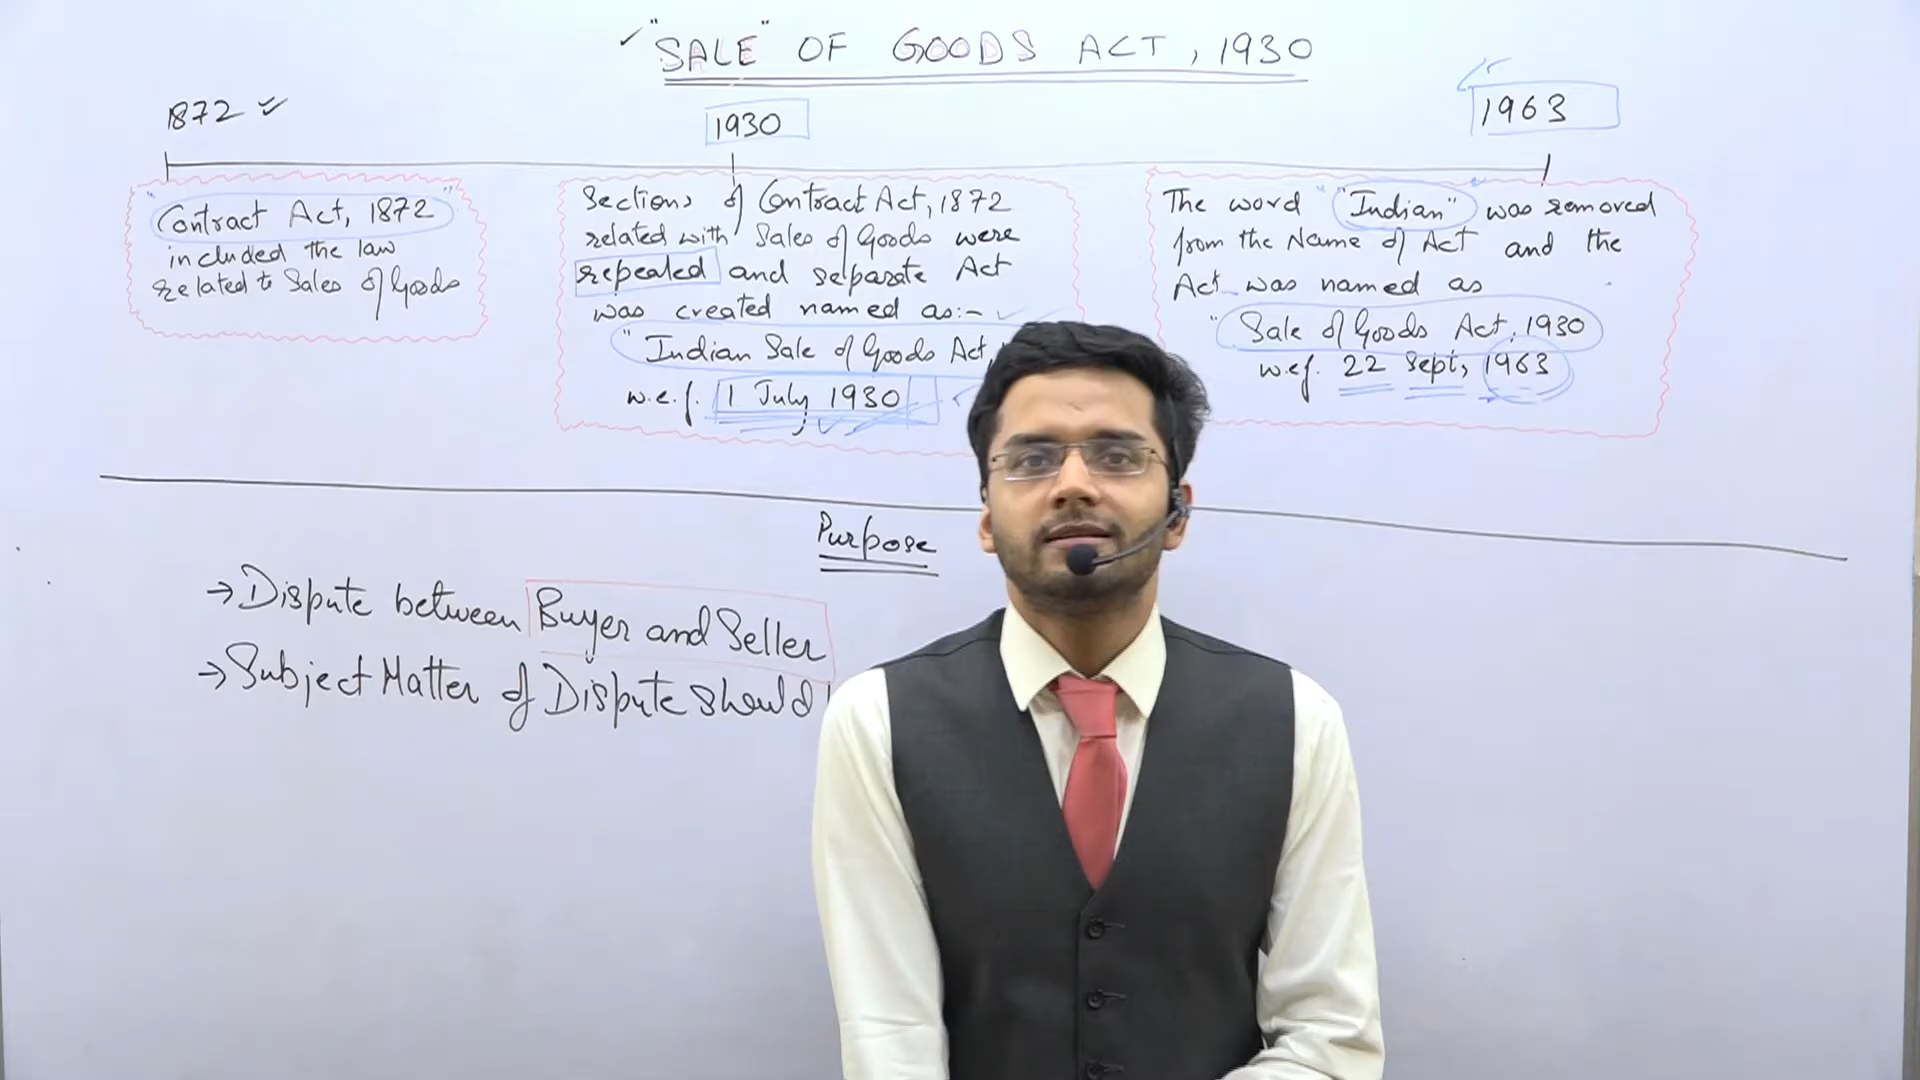 "SALE" OF GOODS ACT, 1930
1872
1930
1963
"Contract Act, 1872"
included the law
related to Sales of Goods
Sections of Contract Act, 1872
related with Sales of Goods were
repealed and separate Act
was created named as:-
"Indian Sale of Goods Act,
w.e.f. 1 July 1930
The word "Indian" was removed
from the Name of Act and the
Act was named as
"Sale of Goods Act, 1930
w.e.f. 22 Sept, 1963
Purpose
→ Dispute between Buyer and Seller
→ Subject Matter of Dispute should